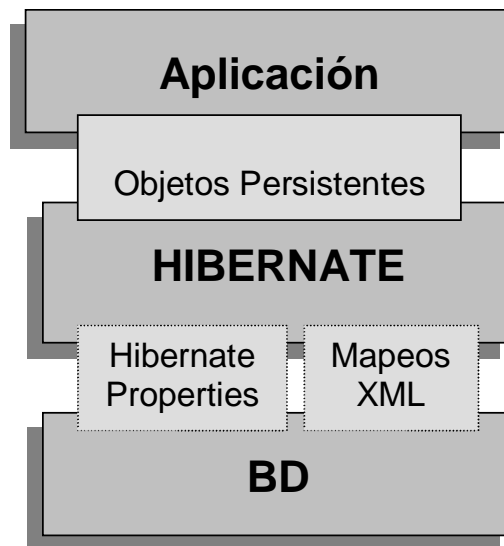 Aplicación
Objetos Persistentes
HIBERNATE
Hibernate
Properties
Mapeos
XML
BD